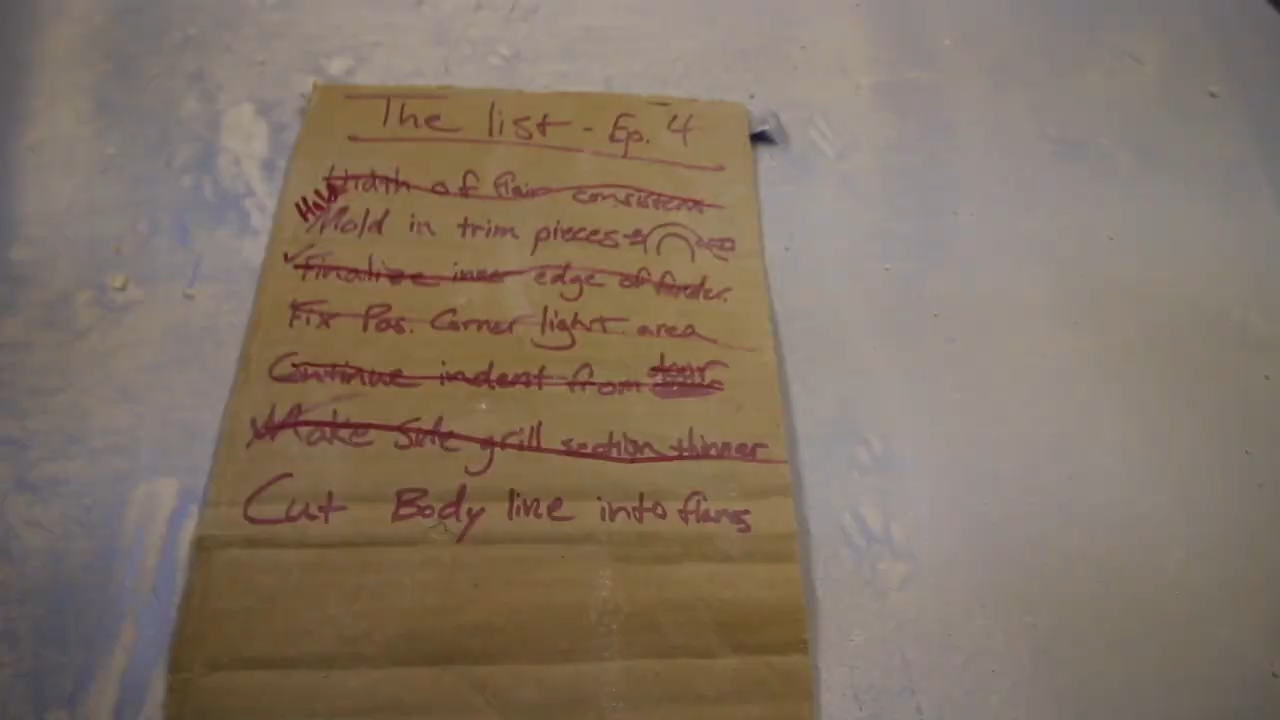 The list - Ep. 4
Width of flair consistent
Hold
Mold in trim pieces
Finalize inner edge of fender.
Fix Pas. Corner light area
Continue indent from door
Make Side grill section thinner
Cut Body line into flares